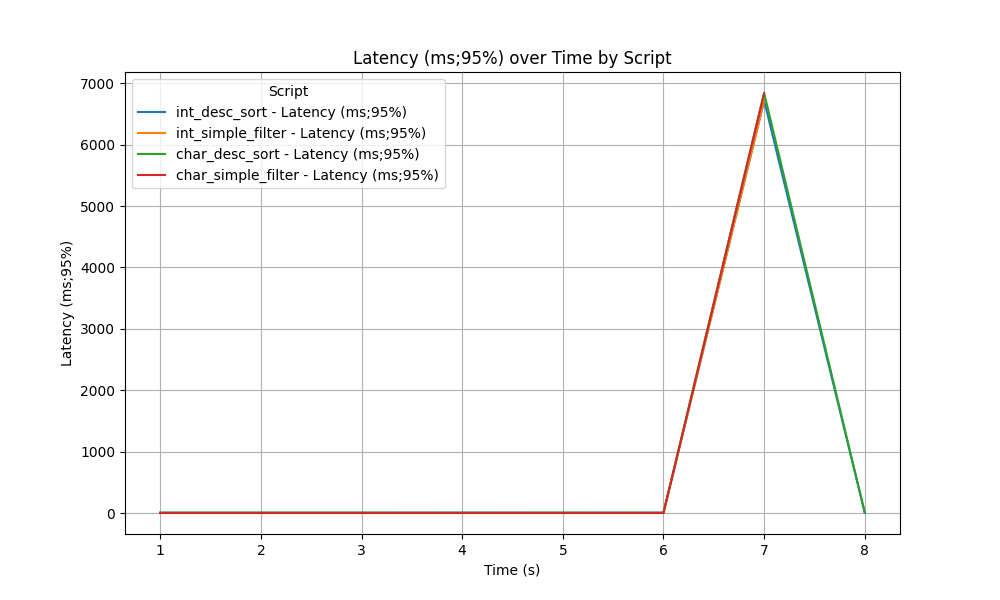 Latency (ms;95%) over Time by Script
Script
int_desc_sort - Latency (ms;95%)
int_simple_filter - Latency (ms;95%)
char_desc_sort - Latency (ms;95%)
char_simple_filter - Latency (ms;95%)
Latency (ms;95%)
7000
6000
5000
4000
3000
2000
1000
0
1 2 3 4 5 6 7 8
Time (s)